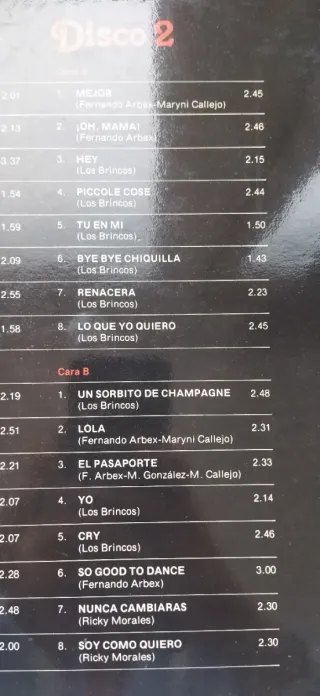 Disco 2
Cara A
2.01 1. MEJOR 2.45
(Fernando Arbex-Maryni Callejo)
2.13 2. ¡OH, MAMA! 2.46
(Fernando Arbex)
3.37 3. HEY 2.15
(Los Brincos)
1.54 4. PICCOLE COSE 2.44
(Los Brincos)
1.59 5. TU EN MI 1.50
(Los Brincos)
2.09 6. BYE BYE CHIQUILLA 1.43
(Los Brincos)
2.55 7. RENACERA 2.23
(Los Brincos)
1.58 8. LO QUE YO QUIERO 2.45
(Los Brincos)
Cara B
2.19 1. UN SORBITO DE CHAMPAGNE 2.48
(Los Brincos)
2.51 2. LOLA 2.31
(Fernando Arbex-Maryni Callejo)
2.21 3. EL PASAPORTE 2.33
(F. Arbex-M. González-M. Callejo)
2.07 4. YO 2.14
(Los Brincos)
2.07 5. CRY 2.46
(Los Brincos)
2.28 6. SO GOOD TO DANCE 3.00
(Fernando Arbex)
2.48 7. NUNCA CAMBIARAS 2.30
(Ricky Morales)
2.00 8. SOY COMO QUIERO 2.30
(Ricky Morales)